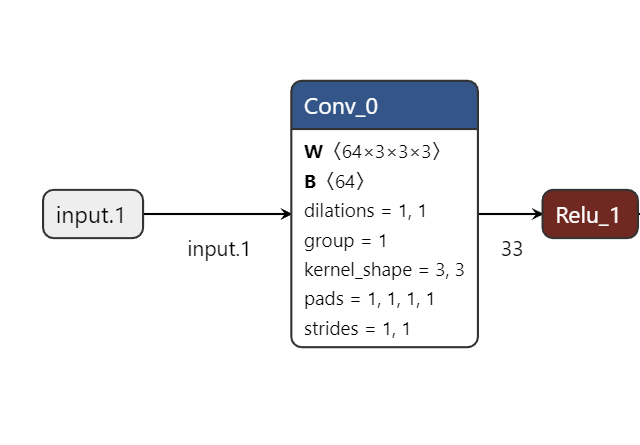 input.1
input.1
Conv_0
W〈64×3×3×3〉
B〈64〉
dilations = 1, 1
group = 1
kernel_shape = 3, 3
pads = 1, 1, 1, 1
strides = 1, 1
33
Relu_1